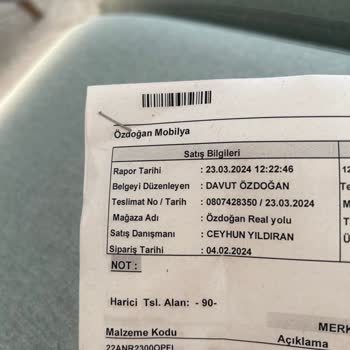 Özdoğan Mobilya
Satış Bilgileri
Rapor Tarihi : 23.03.2024 12:22:46
Belgeyi Düzenleyen : DAVUT ÖZDOĞAN
Teslimat No / Tarih : 0807428350 / 23.03.2024
Mağaza Adı : Özdoğan Real yolu
Satış Danışmanı : CEYHUN YILDIRAN
Sipariş Tarihi : 04.02.2024
NOT :
Harici Tsl. Alan: - 90-
MERK
Malzeme Kodu
Açıklama